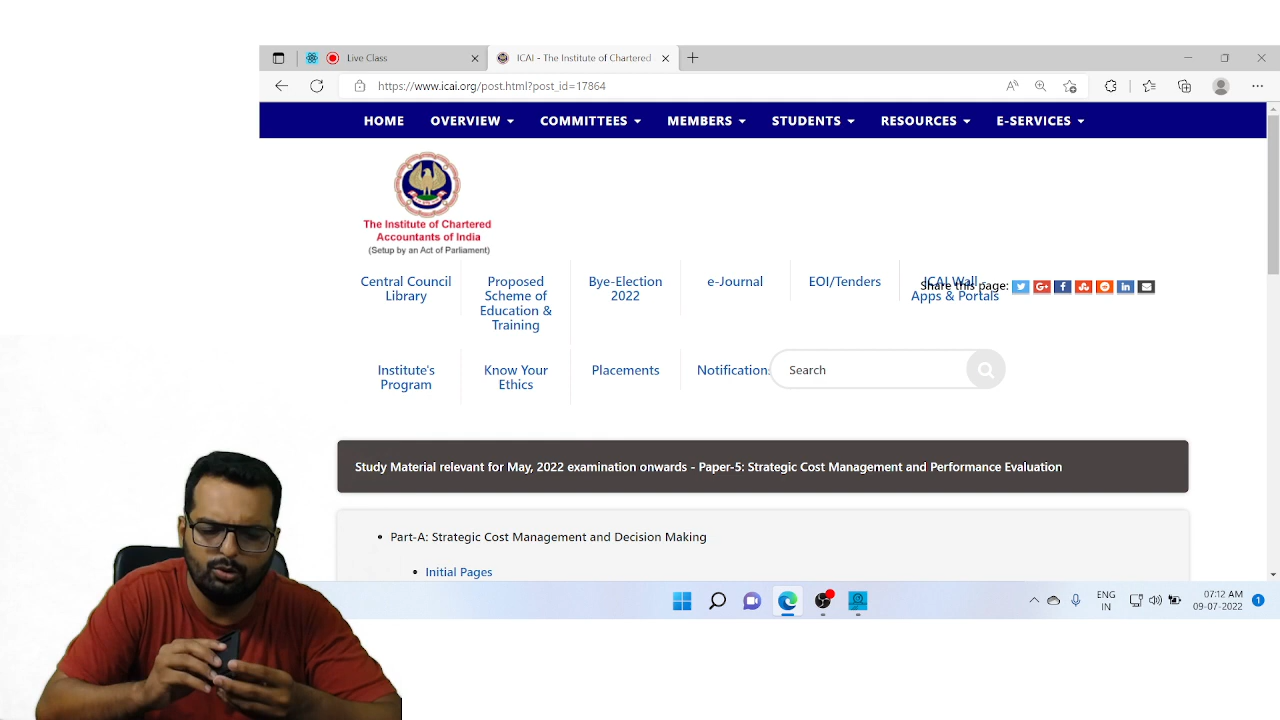 Live Class
ICAI - The Institute of Chartered
https://www.icai.org/post.html?post_id=17864
HOME OVERVIEW COMMITTEES MEMBERS STUDENTS RESOURCES E-SERVICES
The Institute of Chartered
Accountants of India
(Setup by an Act of Parliament)
Central Council
Library
Proposed
Scheme of
Education &
Training
Bye-Election
2022
e-Journal
EOI/Tenders
ICAI Wall -
Apps & Portals
Share this page:
Institute's
Program
Know Your
Ethics
Placements
Notification
Search
Study Material relevant for May, 2022 examination onwards - Paper-5: Strategic Cost Management and Performance Evaluation
Part-A: Strategic Cost Management and Decision Making
Initial Pages
ENG
IN
07:12 AM
09-07-2022
1